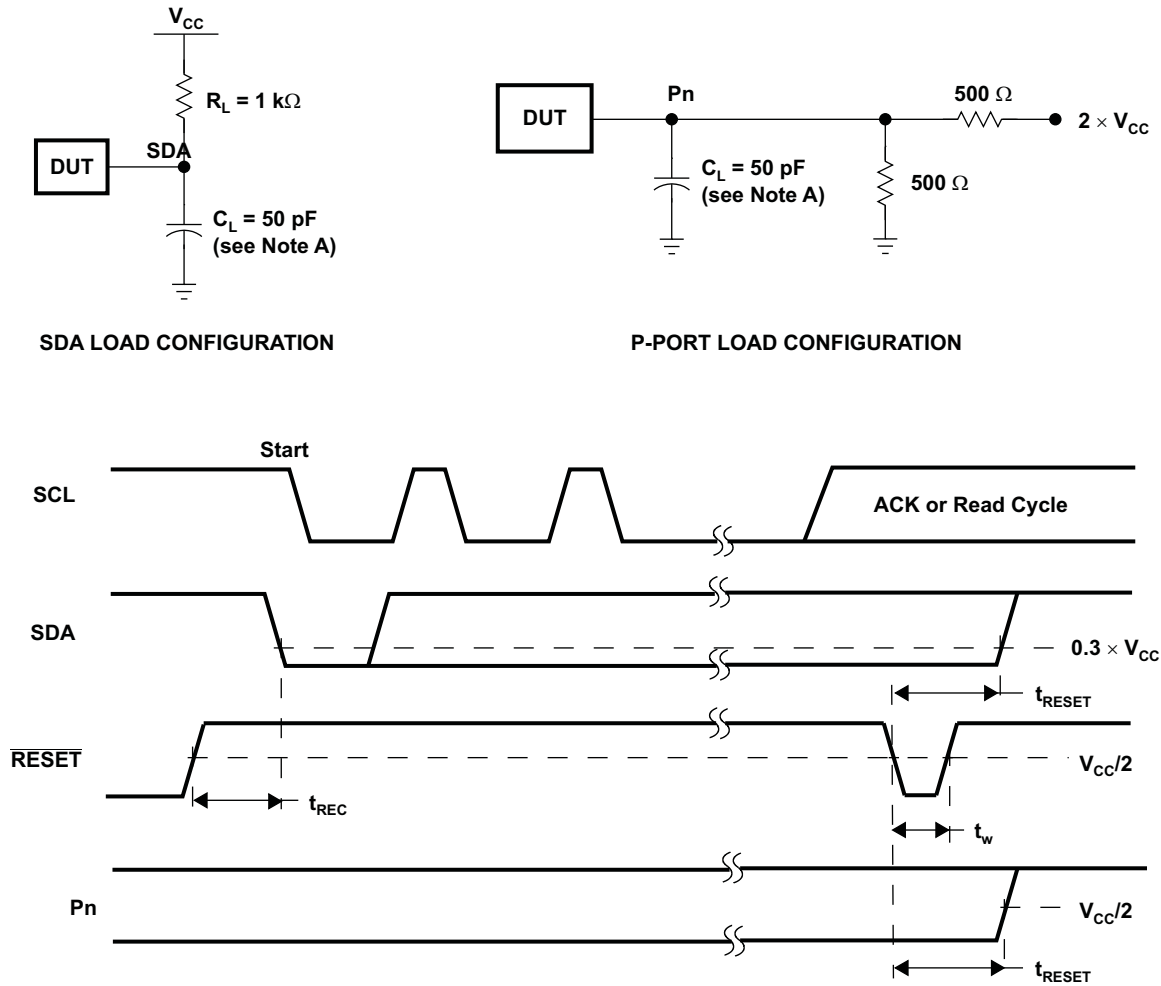 VCC
RL = 1 kΩ
SDA
DUT
CL = 50 pF
(see Note A)
SDA LOAD CONFIGURATION
DUT
Pn
500 Ω
2 × VCC
CL = 50 pF
(see Note A)
500 Ω
P-PORT LOAD CONFIGURATION
Start
SCL
ACK or Read Cycle
SDA
0.3 × VCC
tRESET
RESET
VCC/2
tREC
tw
Pn
VCC/2
tRESET